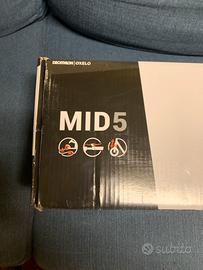 DECATHLON | OXELO
MID5
subito